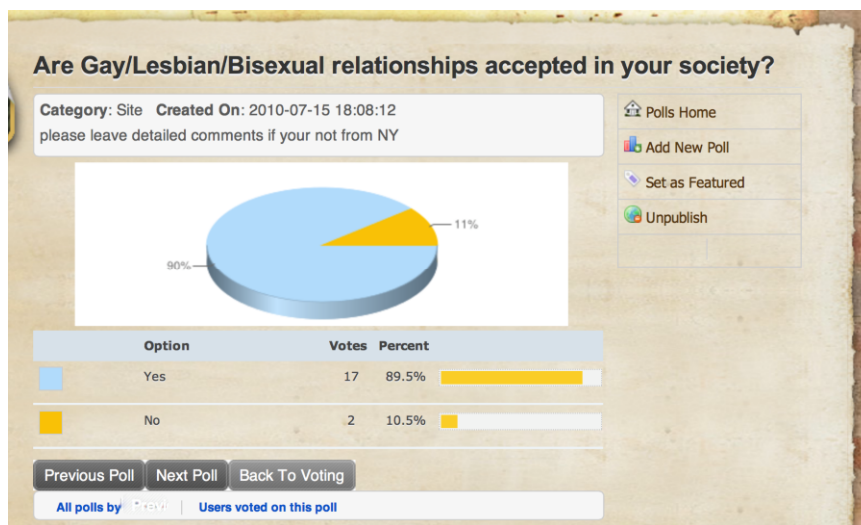 Are Gay/Lesbian/Bisexual relationships accepted in your society?
Category: Site Created On: 2010-07-15 18:08:12
please leave detailed comments if your not from NY
Polls Home
Add New Poll
Set as Featured
Unpublish
11%
90%
Option Votes Percent
Yes 17 89.5%
No 2 10.5%
Previous Poll Next Poll Back To Voting
All polls by Users voted on this poll